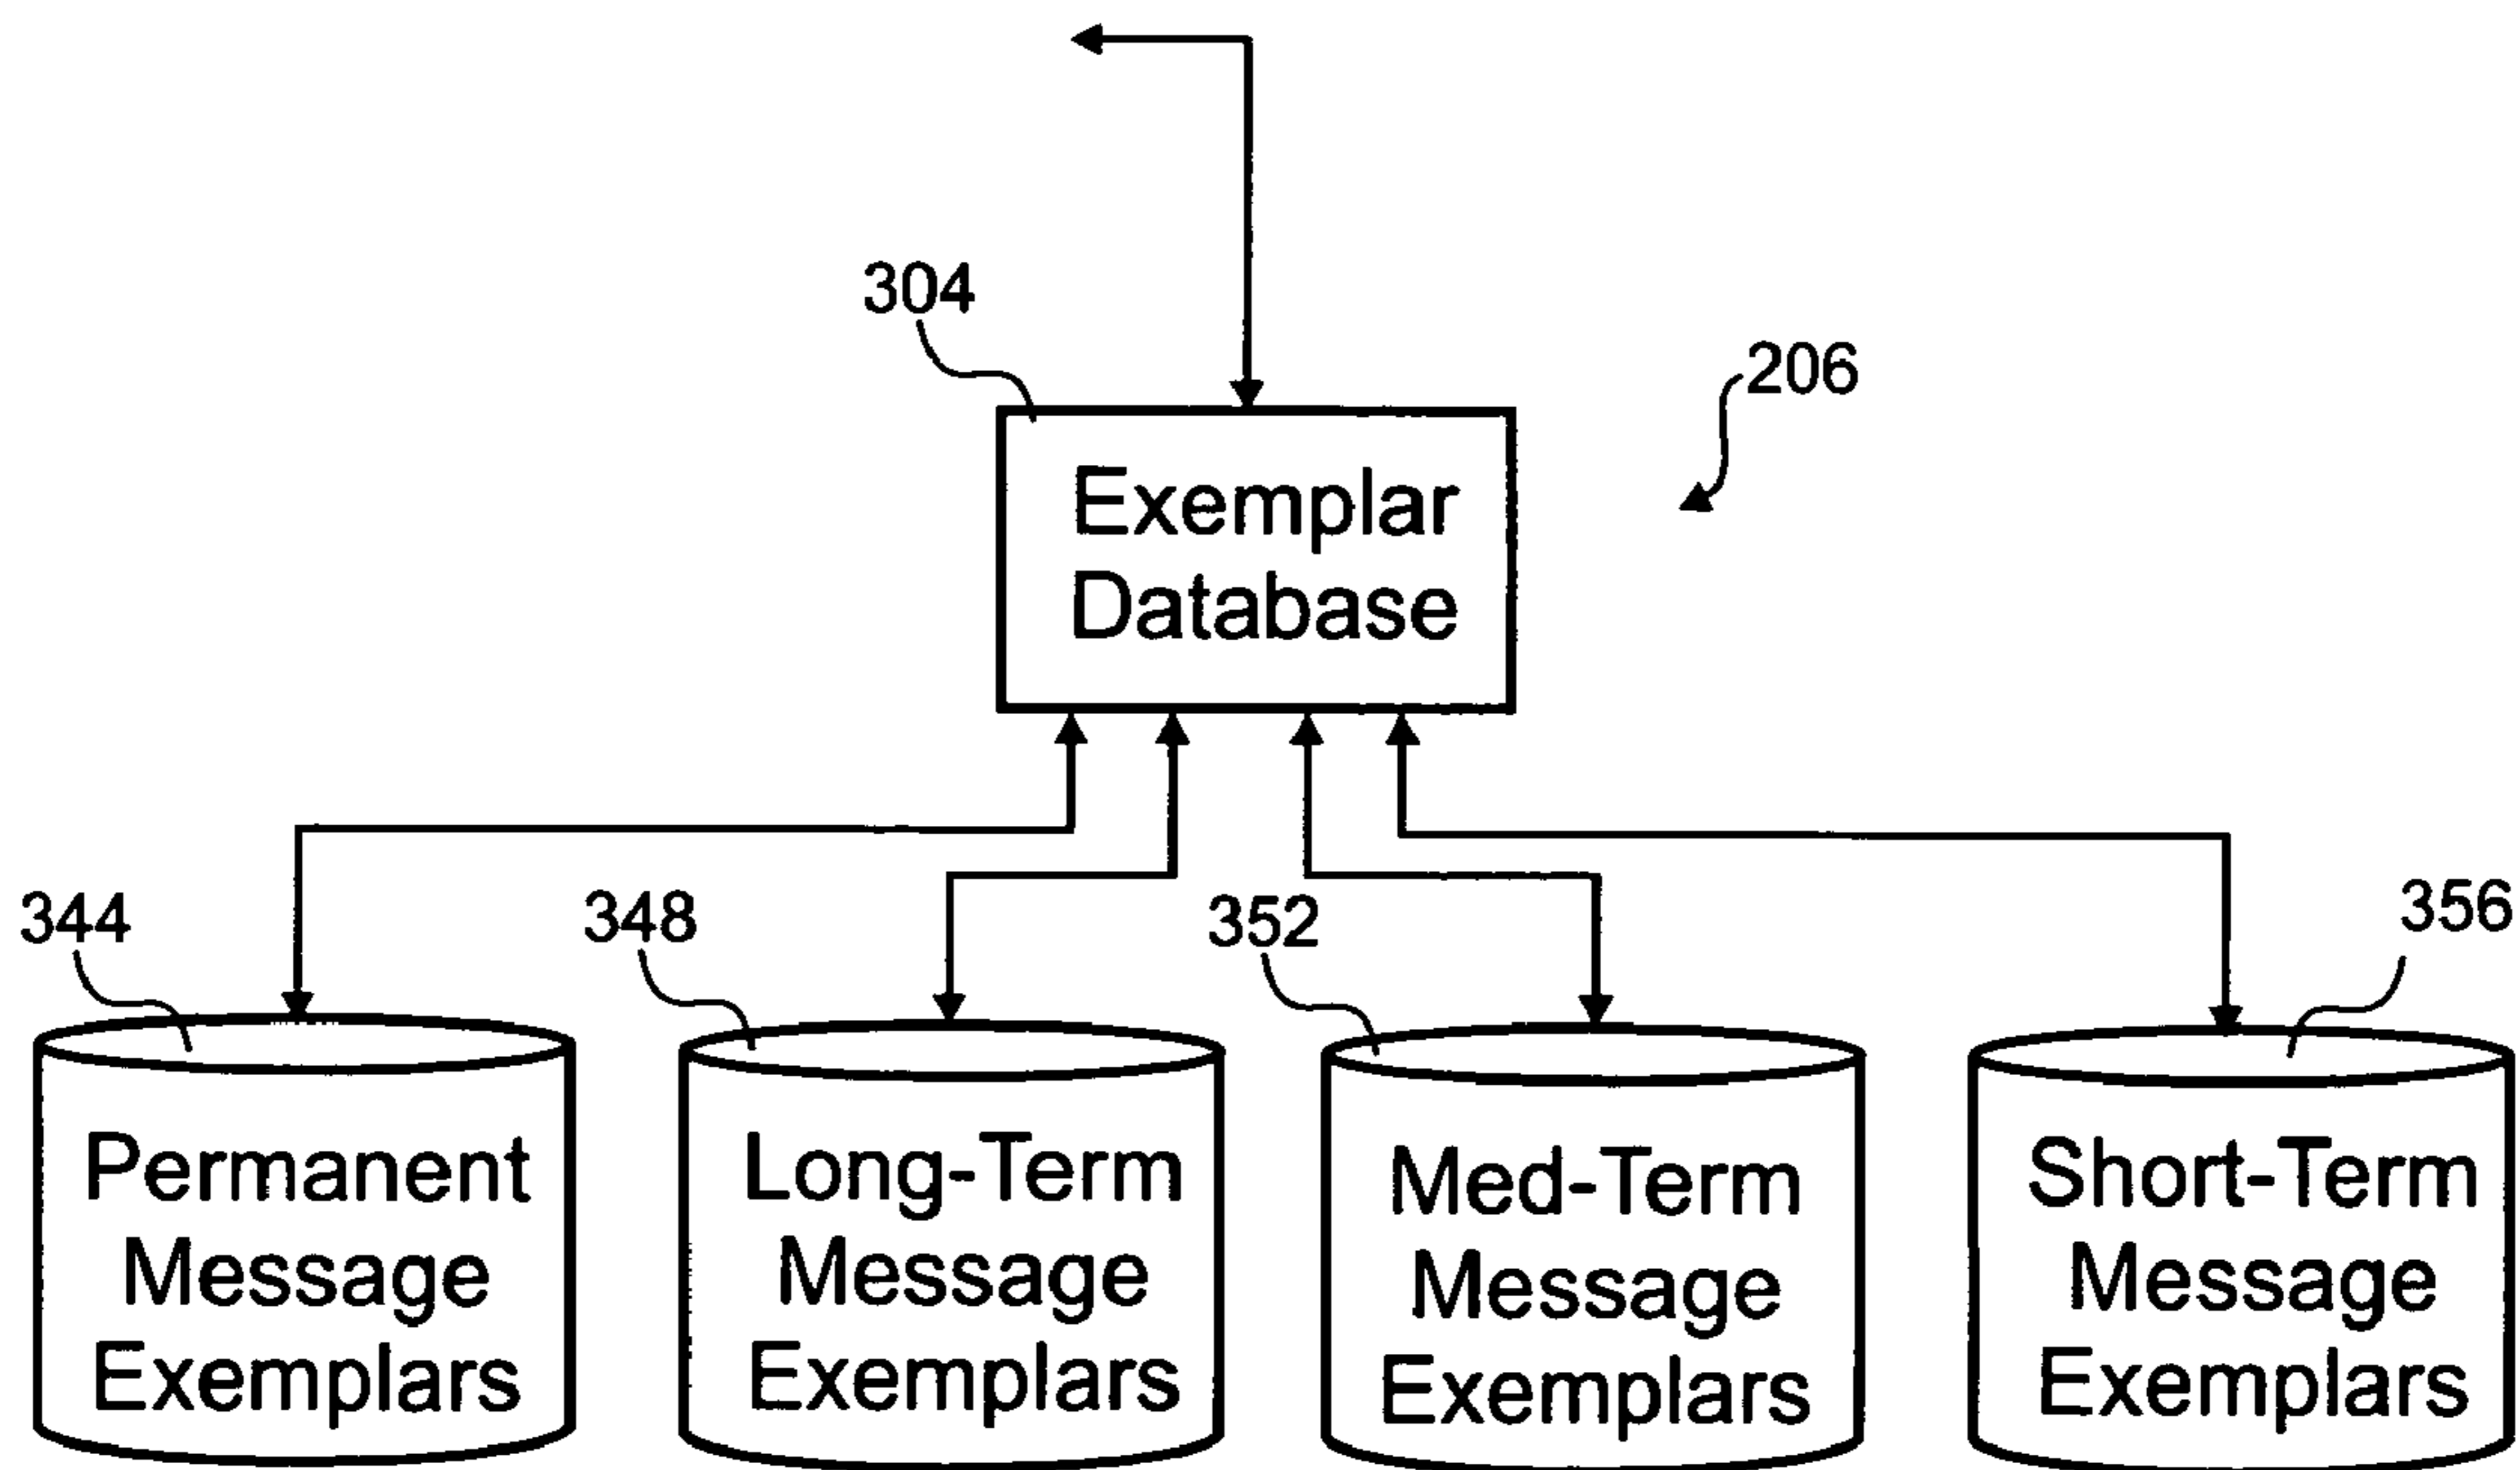 304
206
Exemplar
Database
344
348
352
356
Permanent
Message
Exemplars
Long-Term
Message
Exemplars
Med-Term
Message
Exemplars
Short-Term
Message
Exemplars